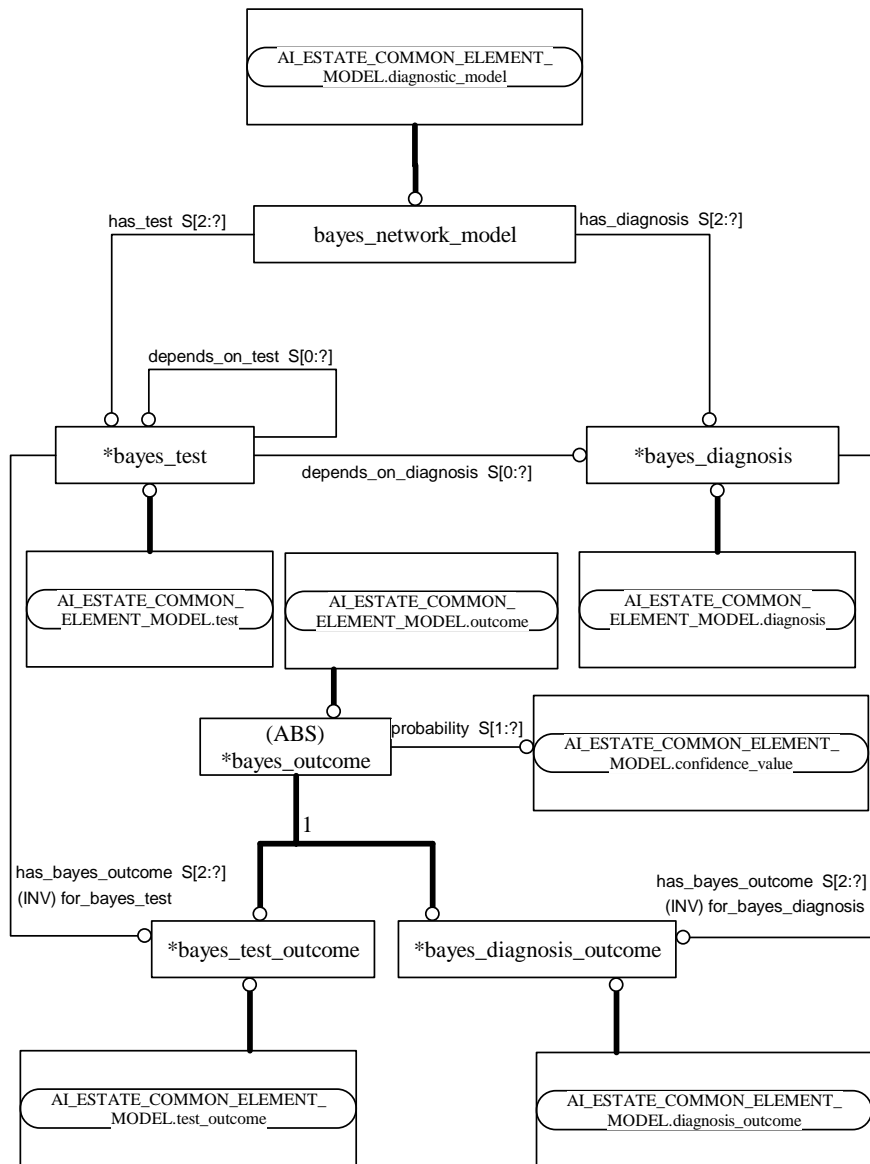 AI_ESTATE_COMMON_ELEMENT_
MODEL.diagnostic_model
has_test S[2:?]
bayes_network_model
has_diagnosis S[2:?]
depends_on_test S[0:?]
*bayes_test
depends_on_diagnosis S[0:?]
*bayes_diagnosis
AI_ESTATE_COMMON_
ELEMENT_MODEL.test
AI_ESTATE_COMMON_
ELEMENT_MODEL.outcome
AI_ESTATE_COMMON_
ELEMENT_MODEL.diagnosis
(ABS)
*bayes_outcome
probability S[1:?]
AI_ESTATE_COMMON_ELEMENT_
MODEL.confidence_value
1
has_bayes_outcome S[2:?]
(INV) for_bayes_test
has_bayes_outcome S[2:?]
(INV) for_bayes_diagnosis
*bayes_test_outcome
*bayes_diagnosis_outcome
AI_ESTATE_COMMON_ELEMENT_
MODEL.test_outcome
AI_ESTATE_COMMON_ELEMENT_
MODEL.diagnosis_outcome